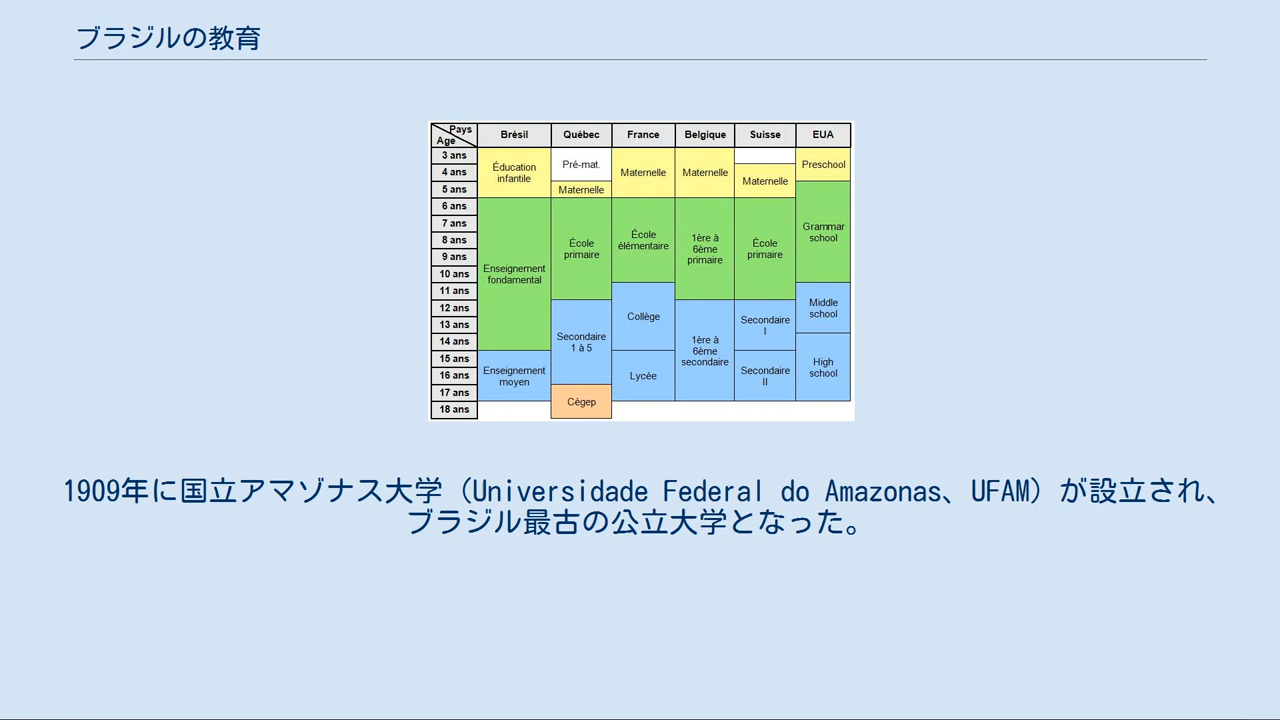 ブラジルの教育
Pays
Age
Brésil
Québec
France
Belgique
Suisse
EUA
3 ans
4 ans
5 ans
6 ans
7 ans
8 ans
9 ans
10 ans
11 ans
12 ans
13 ans
14 ans
15 ans
16 ans
17 ans
18 ans
Éducation
infantile
Enseignement
fondamental
Enseignement
moyen
Pré-mat.
Maternelle
École
primaire
Secondaire
1 à 5
Cégep
Maternelle
École
élémentaire
Collège
Lycée
Maternelle
1ère à
6ème
primaire
1ère à
6ème
secondaire
Maternelle
École
primaire
Secondaire
I
Secondaire
II
Preschool
Grammar
school
Middle
school
High
school
1909年に国立アマゾナス大学（Universidade Federal do Amazonas、UFAM）が設立され、
ブラジル最古の公立大学となった。